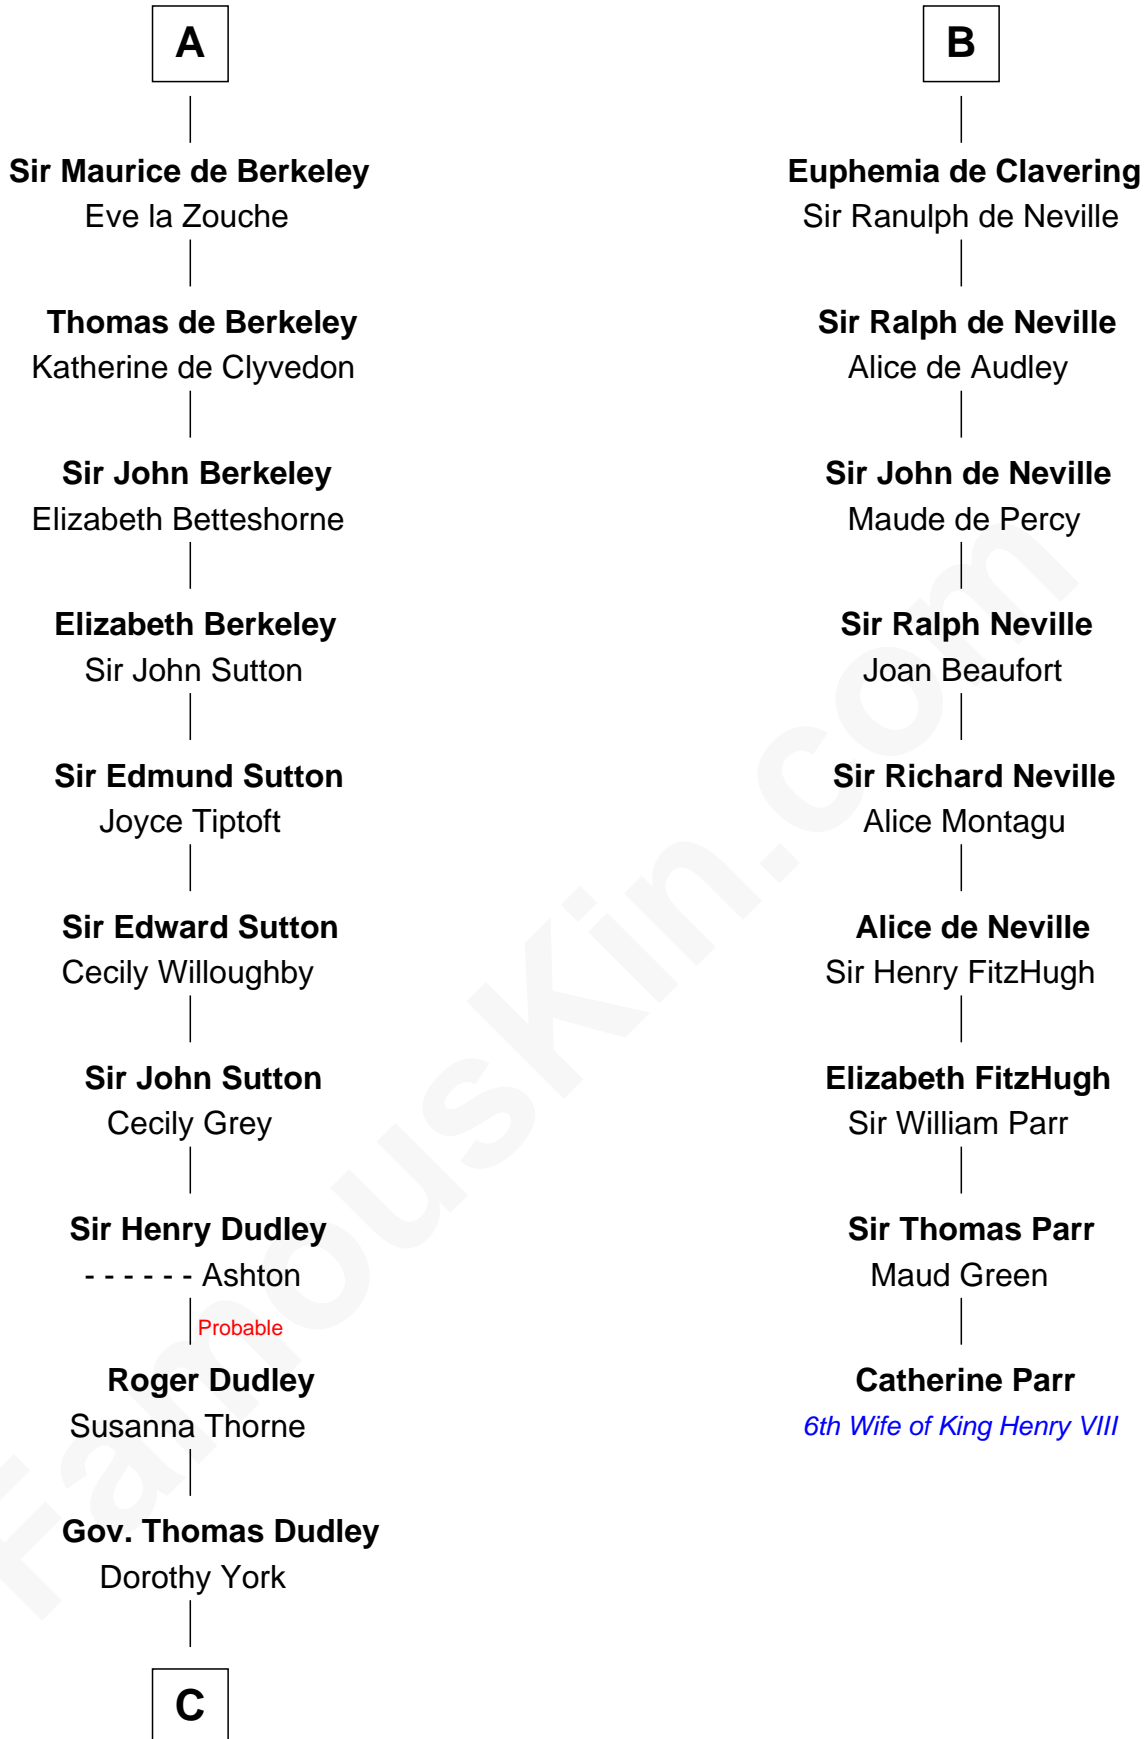 A
Sir Maurice de Berkeley
Eve la Zouche
Thomas de Berkeley
Katherine de Clyvedon
Sir John Berkeley
Elizabeth Betteshorne
Elizabeth Berkeley
Sir John Sutton
Sir Edmund Sutton
Joyce Tiptoft
Sir Edward Sutton
Cecily Willoughby
Sir John Sutton
Cecily Grey
Sir Henry Dudley
- - - - - - Ashton
Probable
Roger Dudley
Susanna Thorne
Gov. Thomas Dudley
Dorothy York
C
B
Euphemia de Clavering
Sir Ranulph de Neville
Sir Ralph de Neville
Alice de Audley
Sir John de Neville
Maude de Percy
Sir Ralph Neville
Joan Beaufort
Sir Richard Neville
Alice Montagu
Alice de Neville
Sir Henry FitzHugh
Elizabeth FitzHugh
Sir William Parr
Sir Thomas Parr
Maud Green
Catherine Parr
6th Wife of King Henry VIII
FamousKin.com